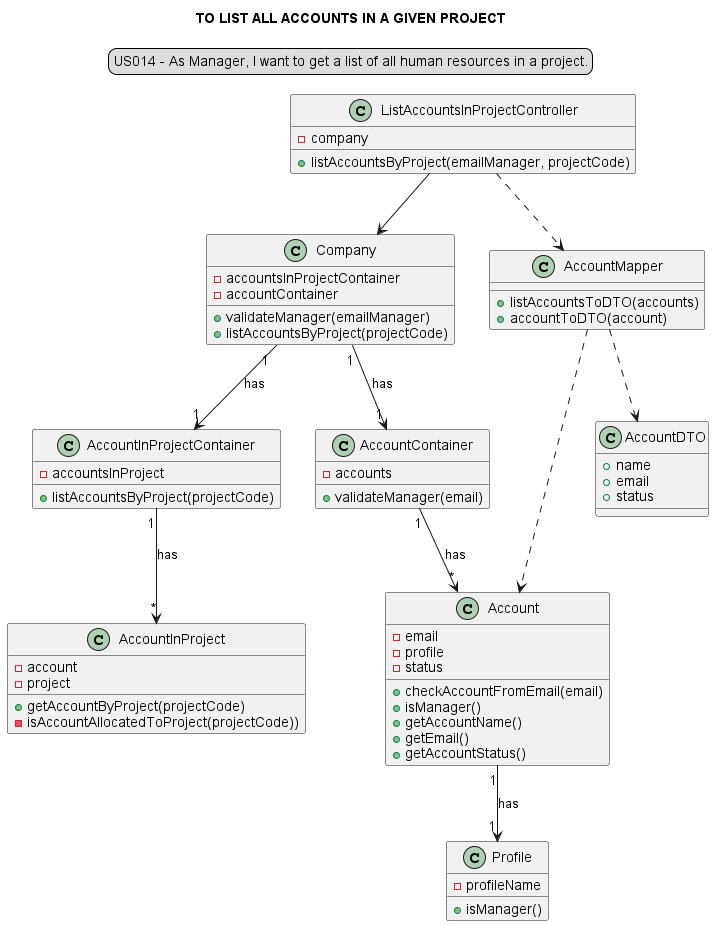 TO LIST ALL ACCOUNTS IN A GIVEN PROJECT
US014 - As Manager, I want to get a list of all human resources in a project.
C ListAccountsInProjectController
company
listAccountsByProject(emailManager, projectCode)
C Company
accountsInProjectContainer
accountContainer
validateManager(emailManager)
listAccountsByProject(projectCode)
C AccountMapper
listAccountsToDTO(accounts)
accountToDTO(account)
1
has
1
1
has
1
C AccountInProjectContainer
accountsInProject
listAccountsByProject(projectCode)
C AccountContainer
accounts
validateManager(email)
C AccountDTO
name
email
status
1
has
*
1
has
*
C AccountInProject
account
project
getAccountByProject(projectCode)
isAccountAllocatedToProject(projectCode))
C Account
email
profile
status
checkAccountFromEmail(email)
isManager()
getAccountName()
getEmail()
getAccountStatus()
1
has
1
C Profile
profileName
isManager()